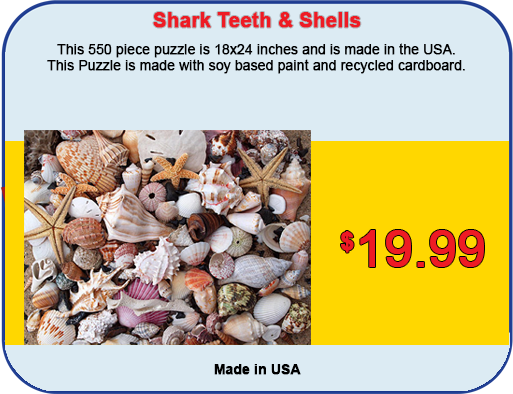 Shark Teeth & Shells
This 550 piece puzzle is 18x24 inches and is made in the USA.
This Puzzle is made with soy based paint and recycled cardboard.
$19.99
Made in USA